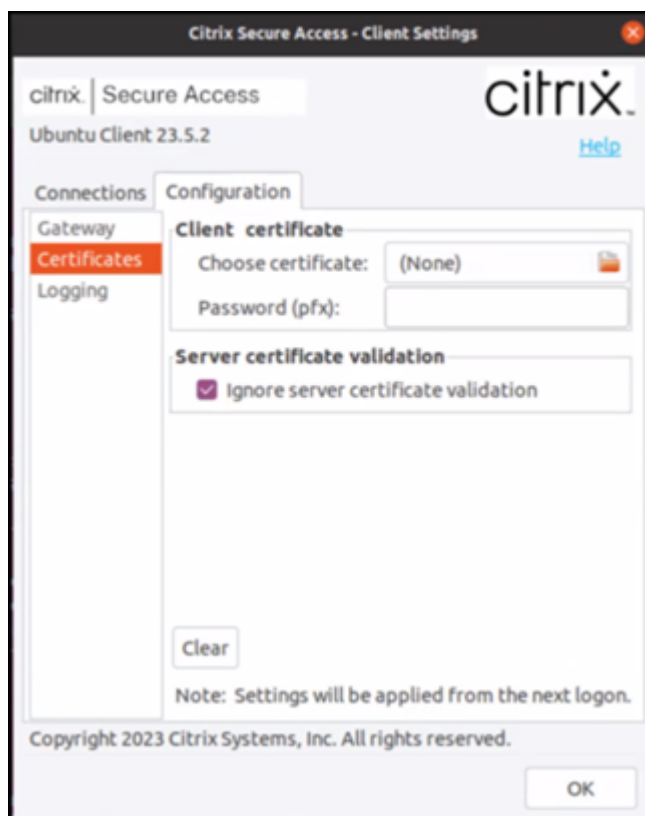 Citrix Secure Access - Client Settings
citrix. | Secure Access
citrix.
Ubuntu Client 23.5.2
Help
Connections
Configuration
Gateway
Certificates
Logging
Client certificate
Choose certificate:
(None)
Password (pfx):
Server certificate validation
Ignore server certificate validation
Clear
Note: Settings will be applied from the next logon.
Copyright 2023 Citrix Systems, Inc. All rights reserved.
OK